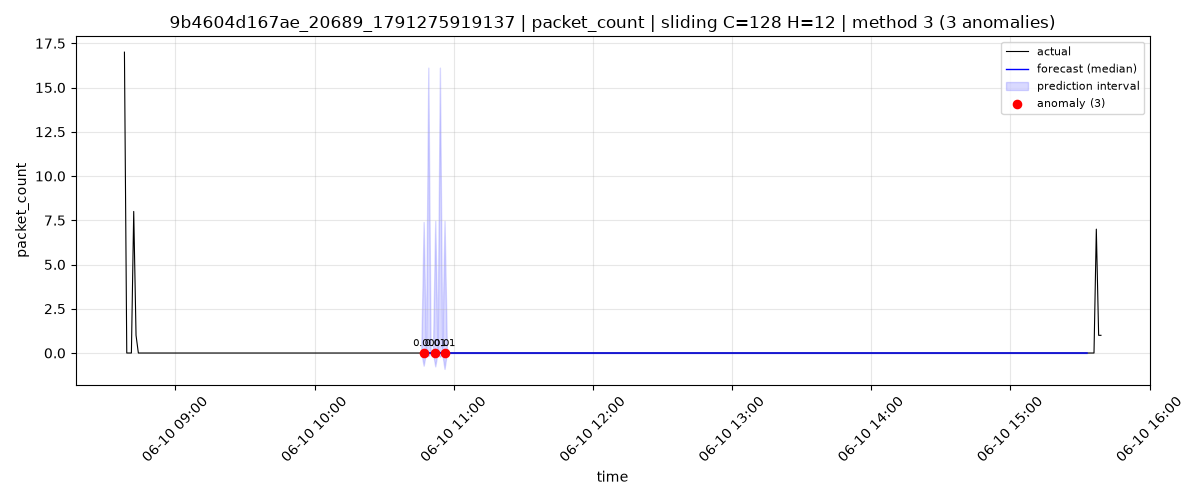 9b4604d167ae_20689_1791275919137 | packet_count | sliding C=128 H=12 | method 3 (3 anomalies)
17.5
15.0
12.5
10.0
7.5
5.0
2.5
0.0
packet_count
actual
forecast (median)
prediction interval
anomaly (3)
06-10 09:00
06-10 10:00
06-10 11:00
06-10 12:00
06-10 13:00
06-10 14:00
06-10 15:00
06-10 16:00
time